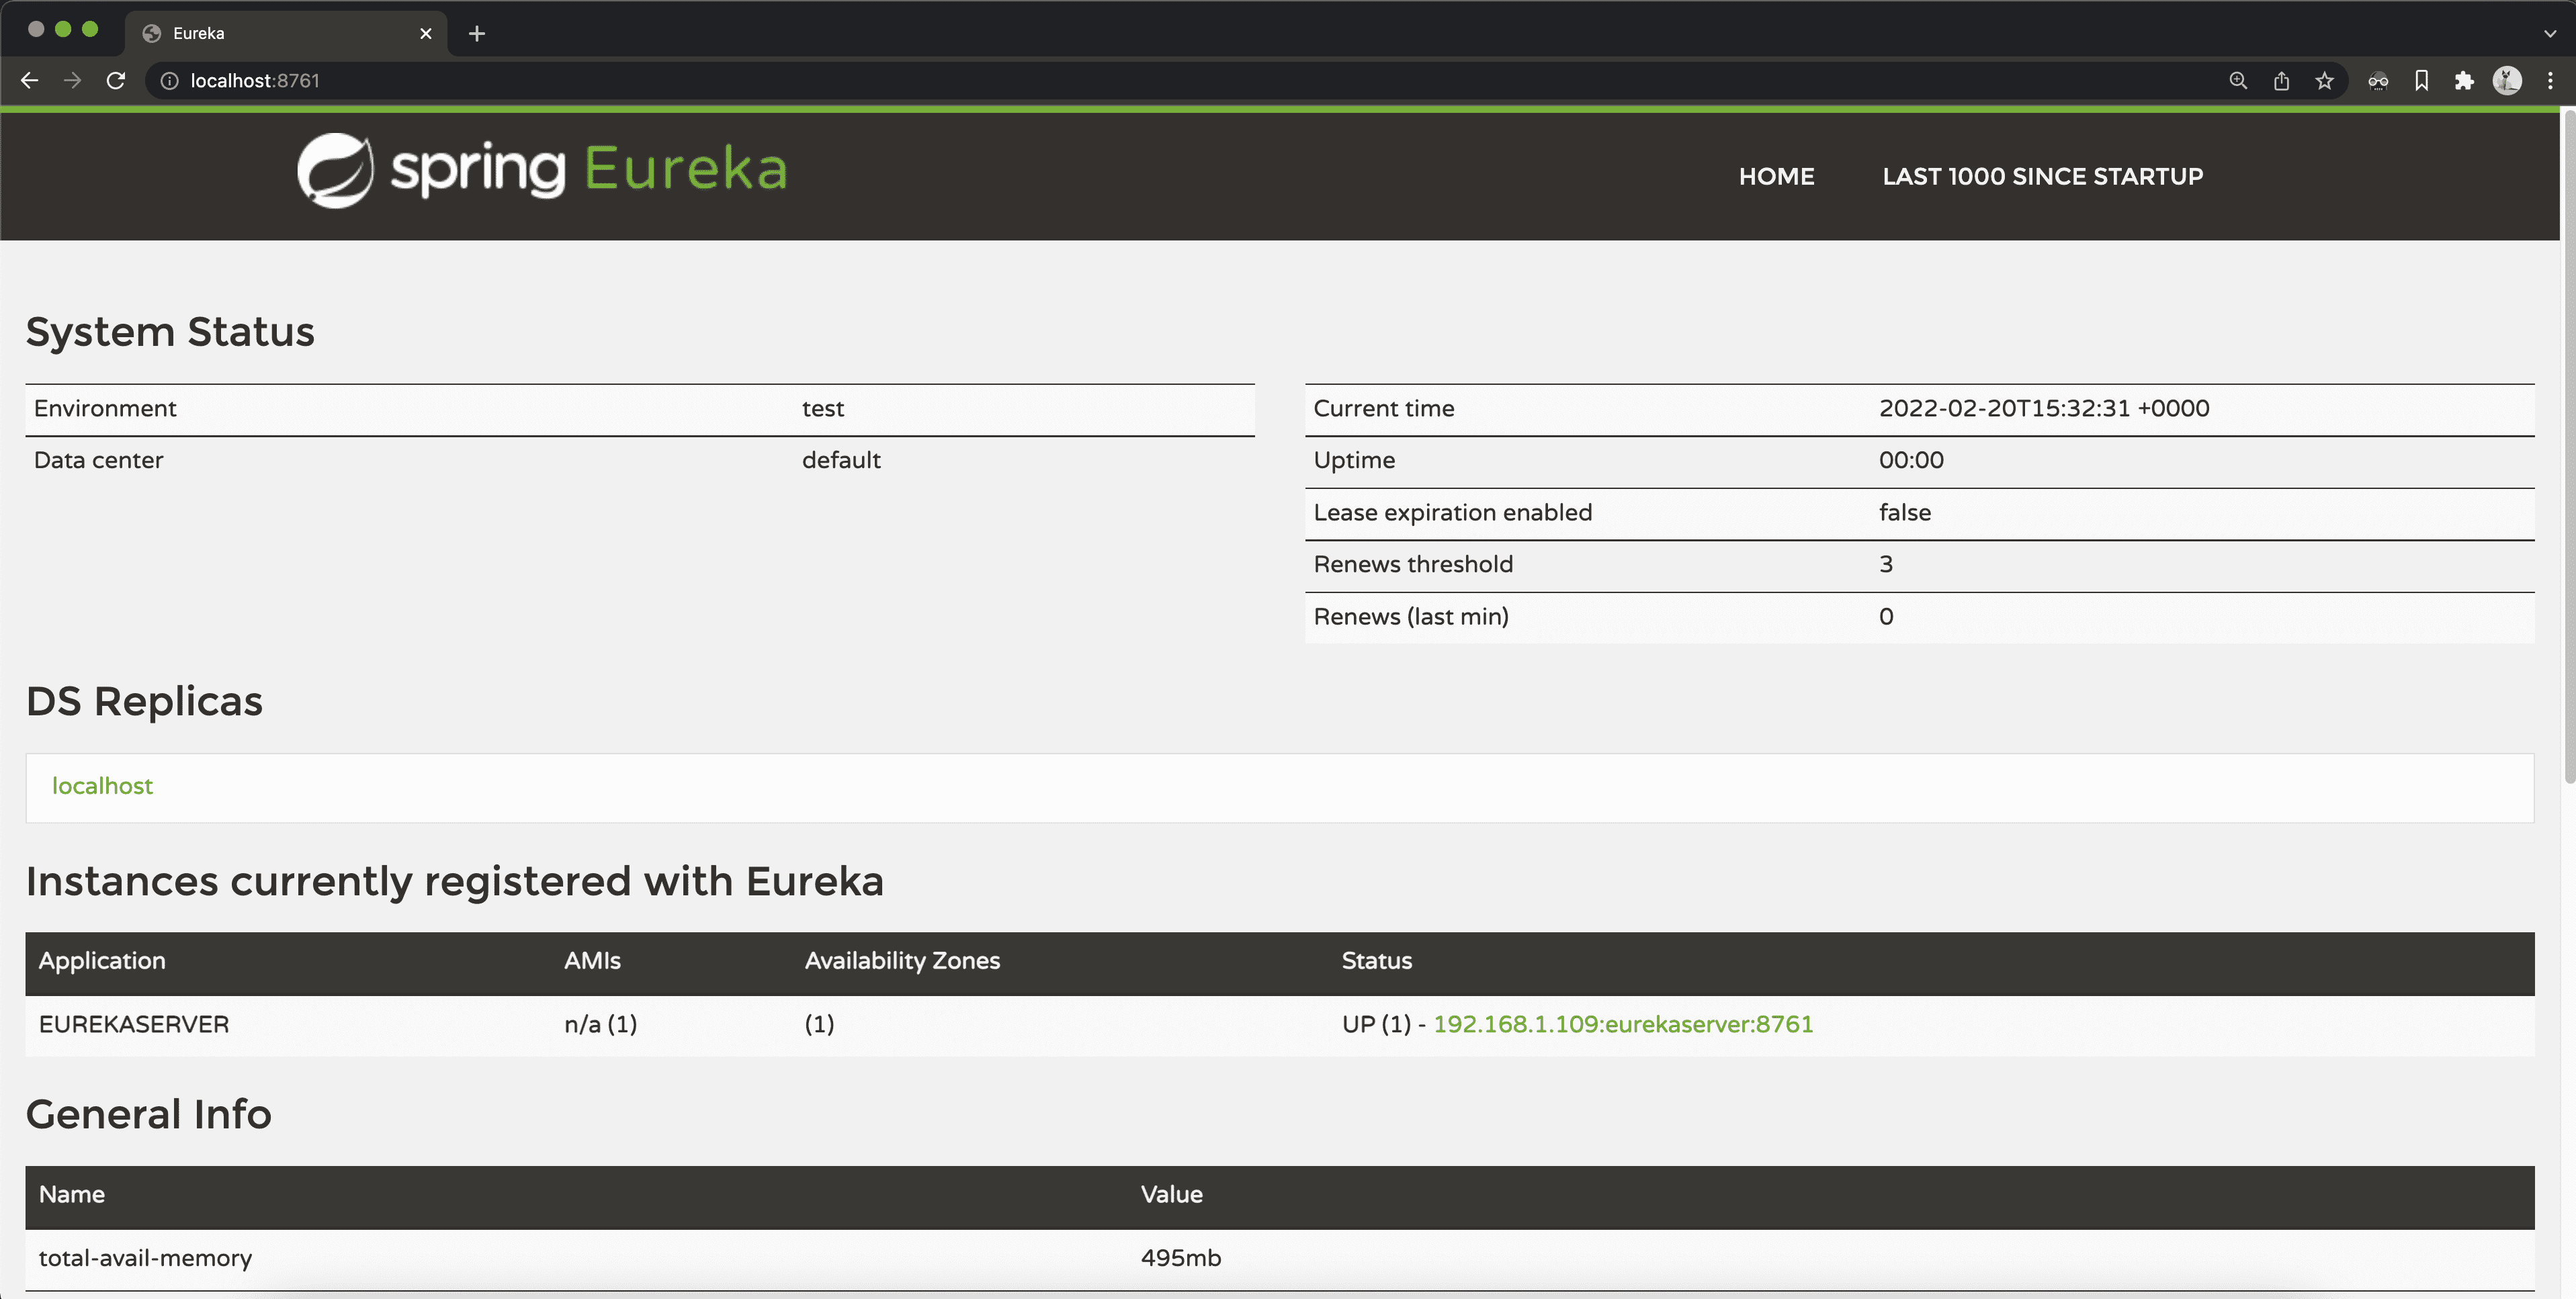 Eureka
localhost:8761
spring Eureka
HOME
LAST 1000 SINCE STARTUP
System Status
Environment test
Data center default
Current time 2022-02-20T15:32:31 +0000
Uptime 00:00
Lease expiration enabled false
Renews threshold 3
Renews (last min) 0
DS Replicas
localhost
Instances currently registered with Eureka
Application AMIs Availability Zones Status
EUREKASERVER n/a (1) (1) UP (1) - 192.168.1.109:eurekaserver:8761
General Info
Name Value
total-avail-memory 495mb